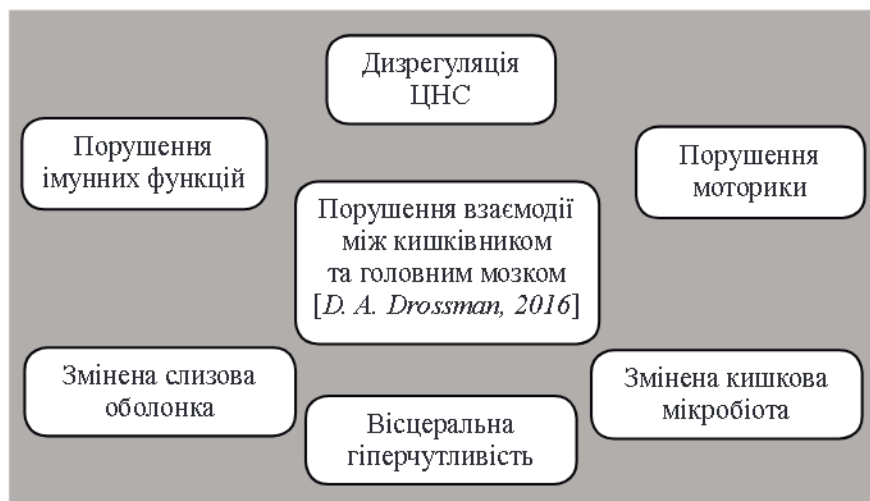 Дизрегуляція
ЦНС
Порушення
імунних функцій
Порушення
моторики
Порушення взаємодії
між кишківником
та головним мозком
[D. A. Drossman, 2016]
Змінена слизова
оболонка
Змінена кишкова
мікробіота
Вісцеральна
гіперчутливість